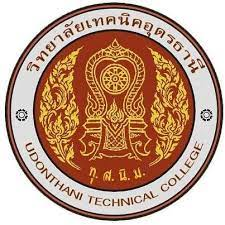 วิทยาลัยเทคนิคอุดรธานี
ทุ. ส. นิ. ม.
UDONTHANI TECHNICAL COLLEGE